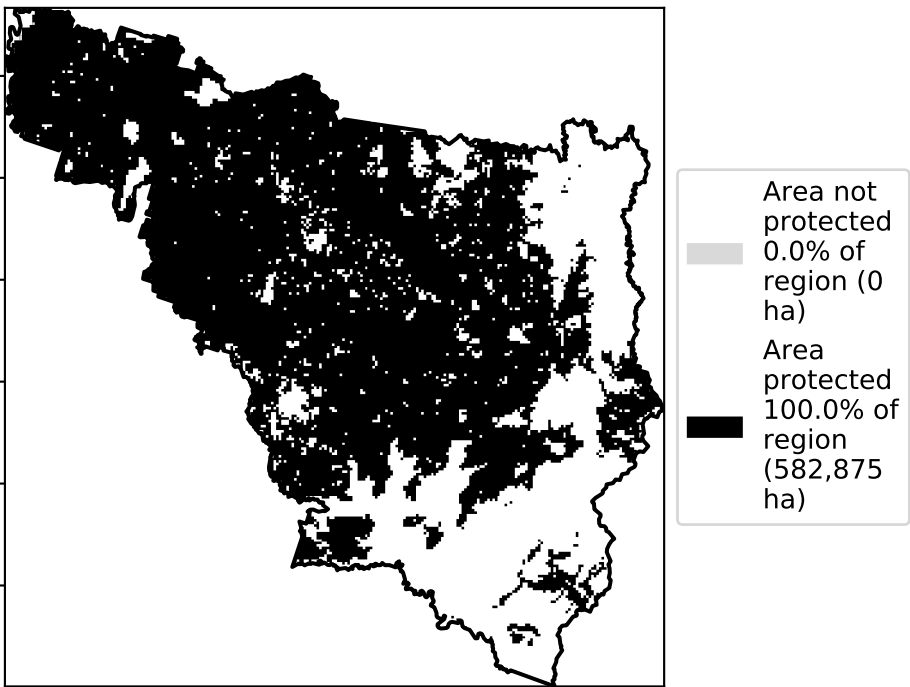 Area not
protected
0.0% of
region (0
ha)
Area
protected
100.0% of
region
(582,875
ha)